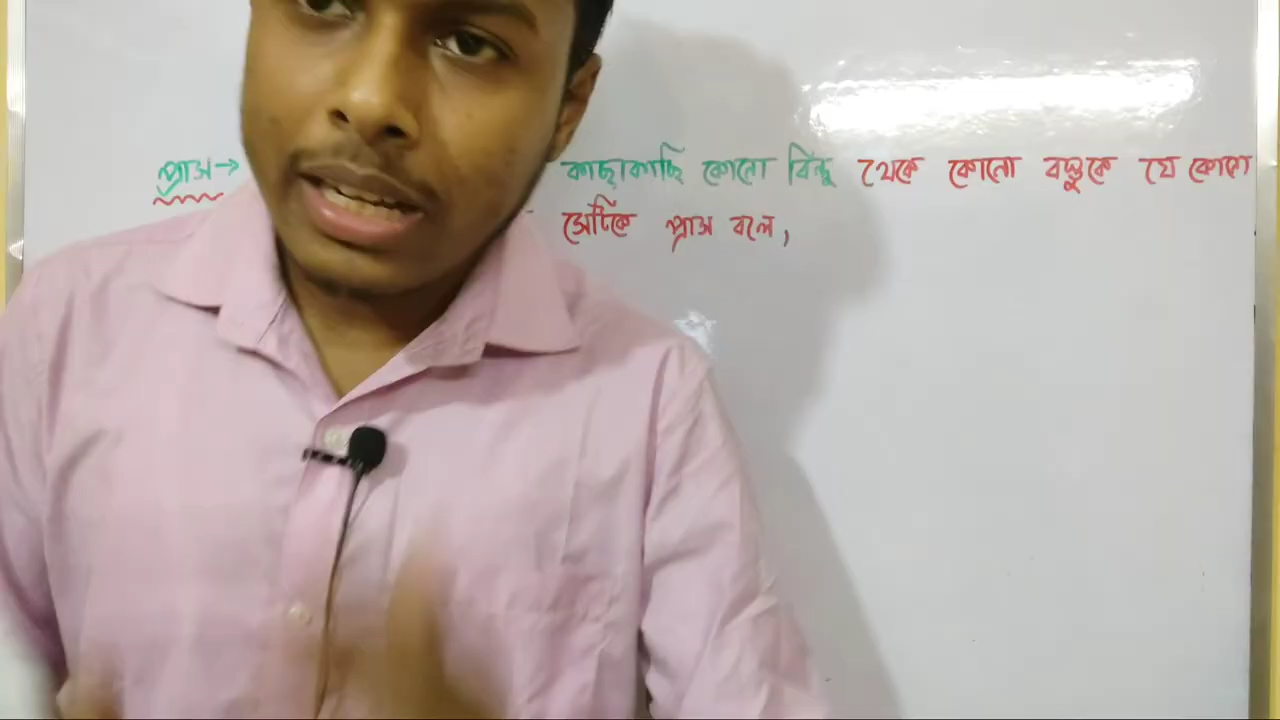 প্রাস→ কাছাকাছি কোনো বিন্দু থেকে কোনো বস্তুকে যে কোনো
সেটিকে প্রাস বলে,